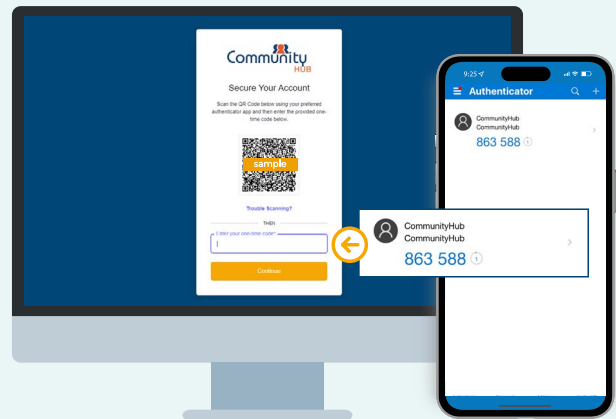 Community
HUB
Secure Your Account
Scan the QR Code below using your preferred
authenticator app and then enter the provided one-
time code below.
sample
Trouble Scanning?
THEN
Enter your one-time code*
Continue
9:25
Authenticator
CommunityHub
CommunityHub
863 588
CommunityHub
CommunityHub
863 588